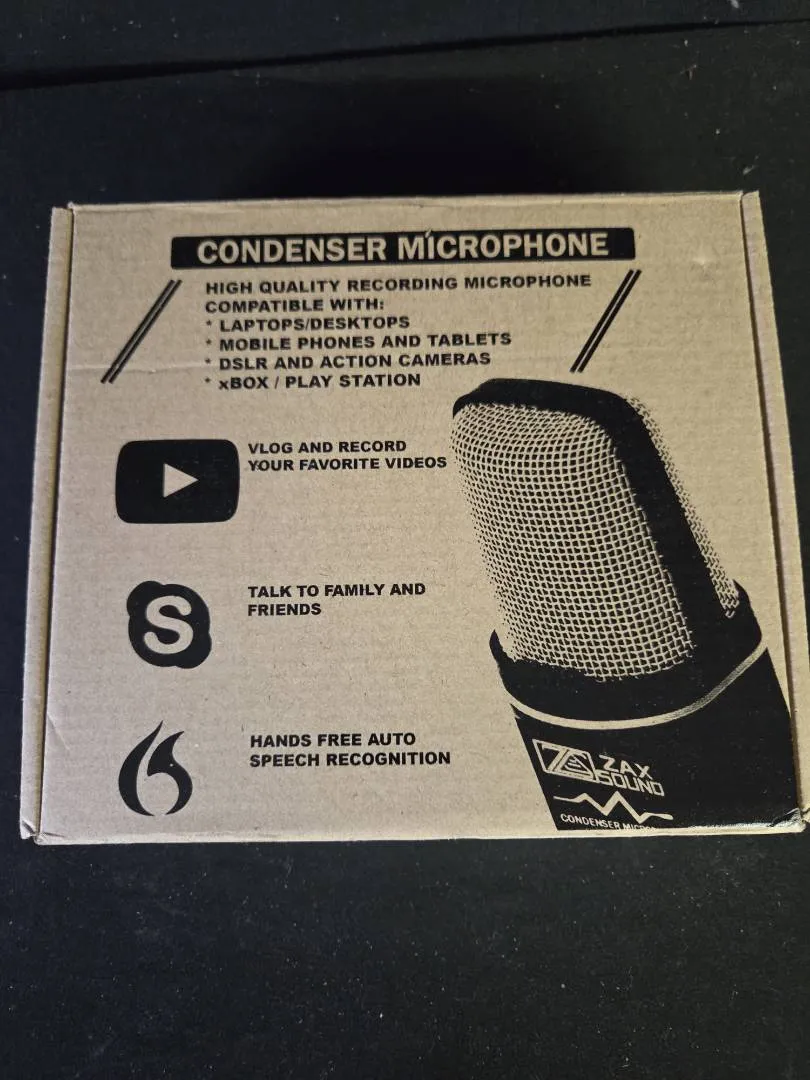 CONDENSER MICROPHONE
HIGH QUALITY RECORDING MICROPHONE
COMPATIBLE WITH:
* LAPTOPS/DESKTOPS
* MOBILE PHONES AND TABLETS
* DSLR AND ACTION CAMERAS
* xBOX / PLAY STATION
VLOG AND RECORD
YOUR FAVORITE VIDEOS
S
TALK TO FAMILY AND
FRIENDS
HANDS FREE AUTO
SPEECH RECOGNITION
ZAX
SOUND
CONDENSER